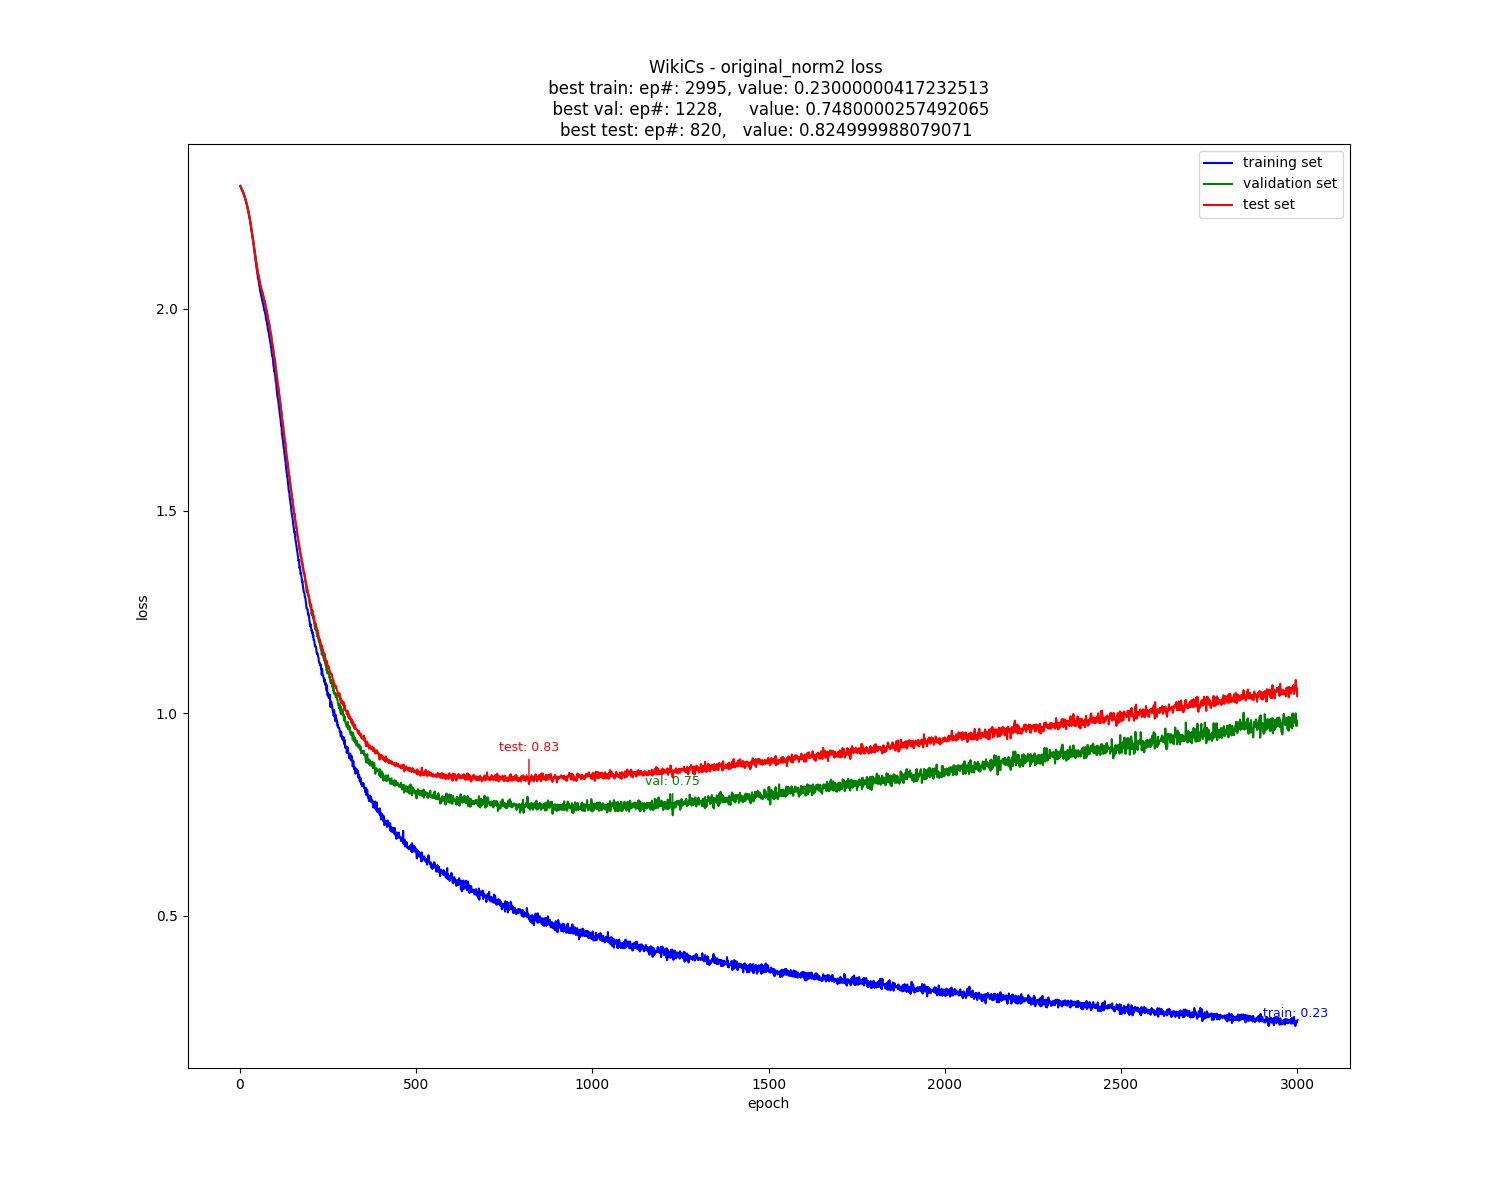 WikiCs - original_norm2 loss
best train: ep#: 2995, value: 0.23000000417232513
best val: ep#: 1228,     value: 0.7480000257492065
best test: ep#: 820,   value: 0.824999988079071
training set
validation set
test set
2.0
1.5
1.0
0.5
loss
test: 0.83
val: 0.75
train: 0.23
0
500
1000
1500
2000
2500
3000
epoch